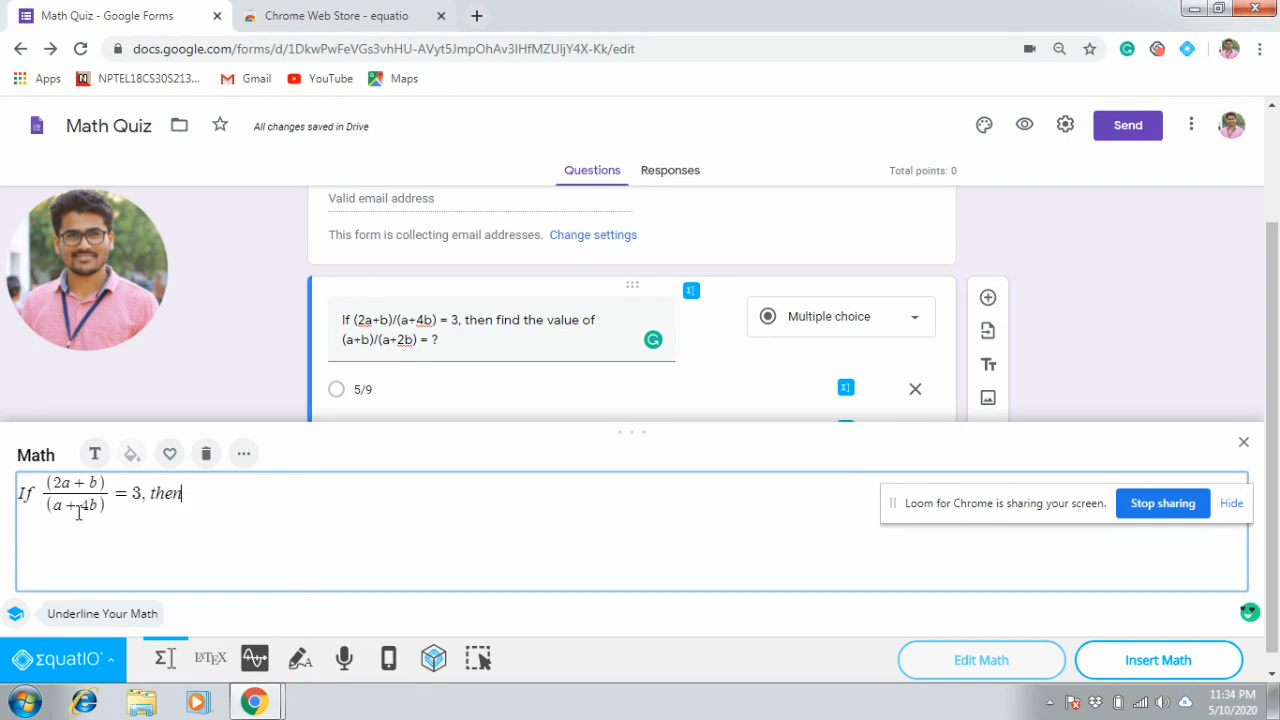 Math Quiz - Google Forms
Chrome Web Store - equatio
docs.google.com/forms/d/1DkwPwFeVGs3vhHU-AVyt5JmpOhAv3IHfMZUljY4X-Kk/edit
Apps
NPTEL18CS30S213...
Gmail
YouTube
Maps
Math Quiz
All changes saved in Drive
Send
Questions
Responses
Total points: 0
Valid email address
This form is collecting email addresses. Change settings
If (2a+b)/(a+4b) = 3, then find the value of
(a+b)/(a+2b) = ?
Multiple choice
5/9
Math
If (2a + b)/(a + 4b) = 3, then
Loom for Chrome is sharing your screen.
Stop sharing
Hide
Underline Your Math
EquatIO
LATEX
Edit Math
Insert Math
11:34 PM
5/10/2020